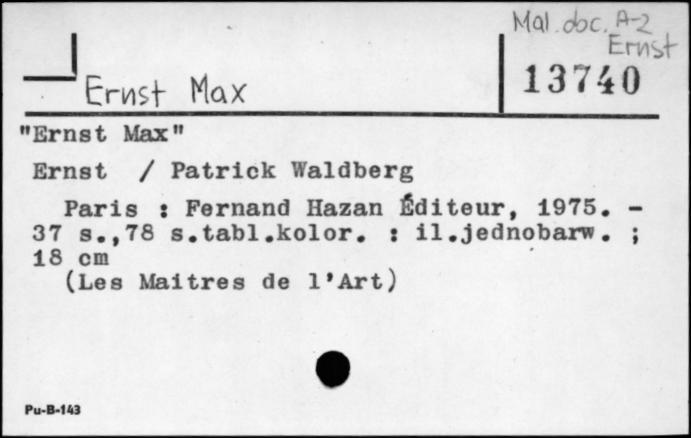 Mal. doc. A-2
Ernst
Ernst Max
13740
"Ernst Max"
Ernst / Patrick Waldberg
Paris : Fernand Hazan Éditeur, 1975. -
37 s.,78 s.tabl.kolor. : il.jednobarw. ;
18 cm
(Les Maitres de l'Art)
Pu-B-143